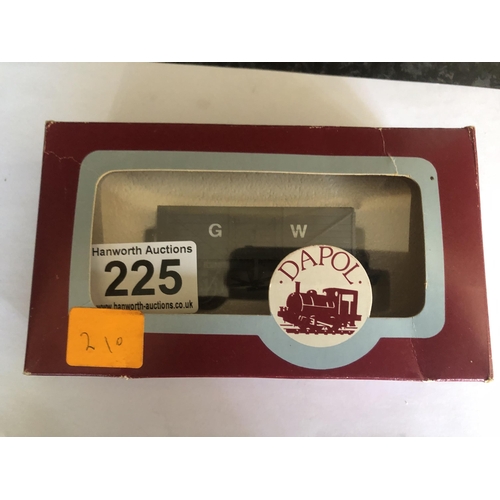 G W
Hanworth Auctions
225
www.hanworth-auctions.co.uk
· DAPOL ·
210